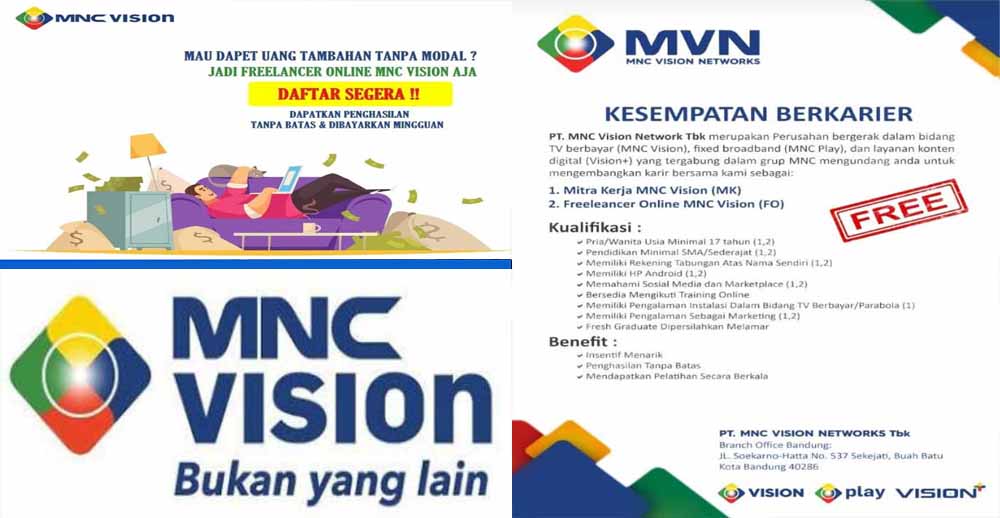 MNC VISION
MAU DAPET UANG TAMBAHAN TANPA MODAL ?
JADI FREELANCER ONLINE MNC VISION AJA
DAFTAR SEGERA !!
DAPATKAN PENGHASILAN
TANPA BATAS & DIBAYARKAN MINGGUAN
MNC
VISION
Bukan yang lain
MVN
MNC VISION NETWORKS
KESEMPATAN BERKARIER
PT. MNC Vision Network Tbk merupakan Perusahan bergerak dalam bidang
TV berbayar (MNC Vision), fixed broadband (MNC Play), dan layanan konten
digital (Vision+) yang tergabung dalam grup MNC mengundang anda untuk
mengembangkan karir bersama kami sebagai:
1. Mitra Kerja MNC Vision (MK)
2. Freeleancer Online MNC Vision (FO)
FREE
Kualifikasi :
Pria/Wanita Usia Minimal 17 tahun (1,2)
Pendidikan Minimal SMA/Sederajat (1,2)
Memiliki Rekening Tabungan Atas Nama Sendiri (1,2)
Memiliki HP Android (1,2)
Memahami Sosial Media dan Marketplace (1,2)
Bersedia Mengikuti Training Online
Memiliki Pengalaman Instalasi Dalam Bidang TV Berbayar/Parabola (1)
Memiliki Pengalaman Sebagai Marketing (1,2)
Fresh Graduate Dipersilahkan Melamar
Benefit :
Insentif Menarik
Penghasilan Tanpa Batas
Mendapatkan Pelatihan Secara Berkala
PT. MNC VISION NETWORKS Tbk
Branch Office Bandung:
JL. Soekarno-Hatta No. 537 Sekejati, Buah Batu
Kota Bandung 40286
VISION play VISION+